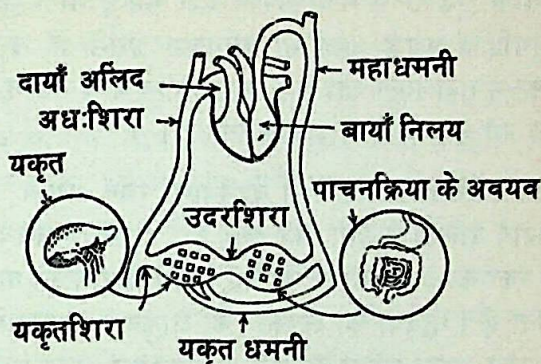 दायाँ अलिंद
अधःशिरा
यकृत
महाधमनी
बायाँ निलय
पाचनक्रिया के अवयव
उदरशिरा
यकृतशिरा
यकृत धमनी